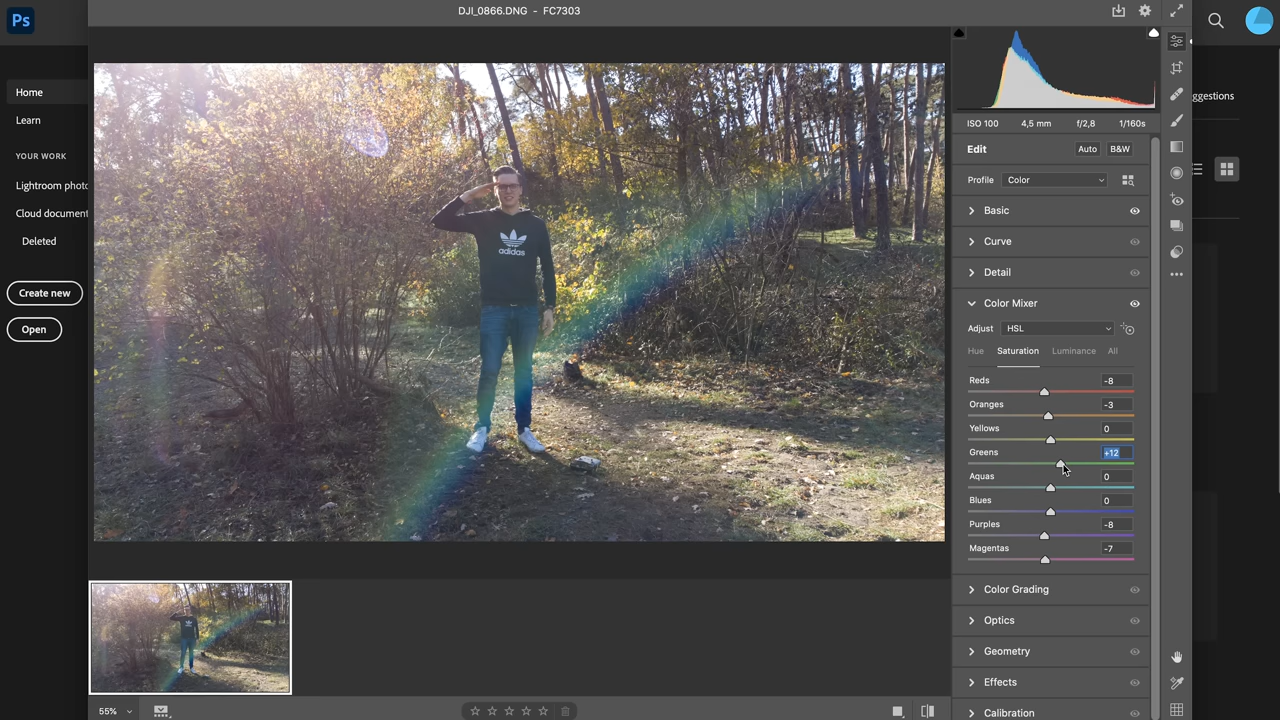 DJI_0866.DNG - FC7303
Ps
ggestions
Home
Learn
YOUR WORK
Lightroom photo
Cloud document
Deleted
Create new
Open
adidas
ISO 100 4,5 mm f/2,8 1/160s
Edit Auto B&W
Profile Color
Basic
Curve
Detail
Color Mixer
Adjust HSL
Hue Saturation Luminance All
Reds -8
Oranges -3
Yellows 0
Greens +12
Aquas 0
Blues 0
Purples -8
Magentas -7
Color Grading
Optics
Geometry
Effects
Calibration
55%